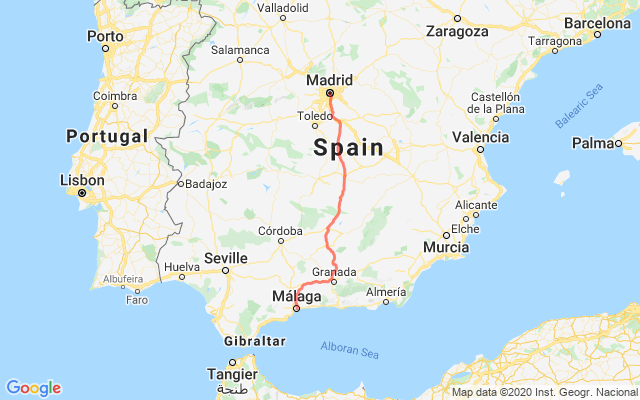 Valladolid
Zaragoza
Barcelona
Porto
Salamanca
Tarragona
Madrid
Coimbra
Castellón
de la Plana
Balearic Sea
Toledo
Portugal
Spain
Valencia
Palma
Lisbon
Badajoz
Alicante
Elche
Córdoba
Murcia
Seville
Huelva
Granada
Albufeira
Faro
Málaga
Almería
Gibraltar
Alboran Sea
Tangier
طنجة
Google
Map data ©2020 Inst. Geogr. Nacional